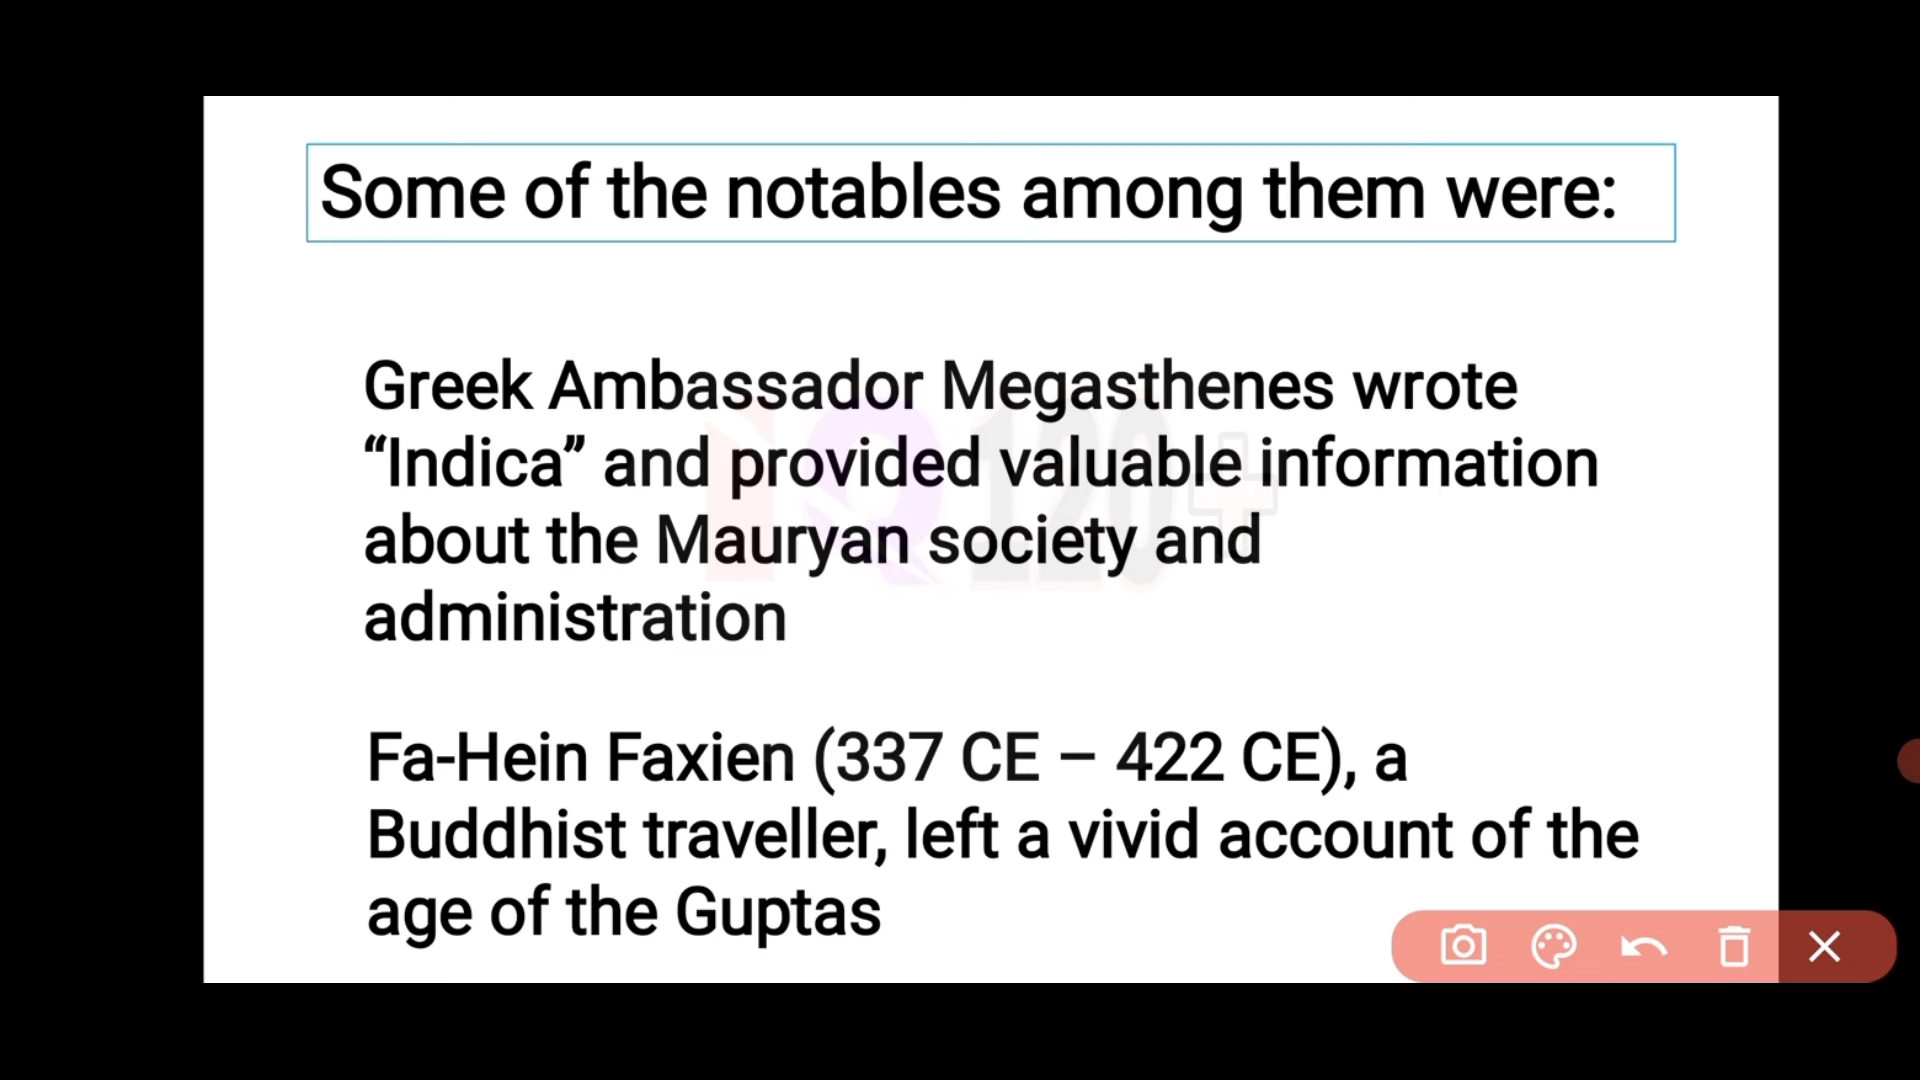 Some of the notables among them were:
Greek Ambassador Megasthenes wrote
“Indica” and provided valuable information
about the Mauryan society and
administration
IQ 120+
Fa-Hein Faxien (337 CE – 422 CE), a
Buddhist traveller, left a vivid account of the
age of the Guptas